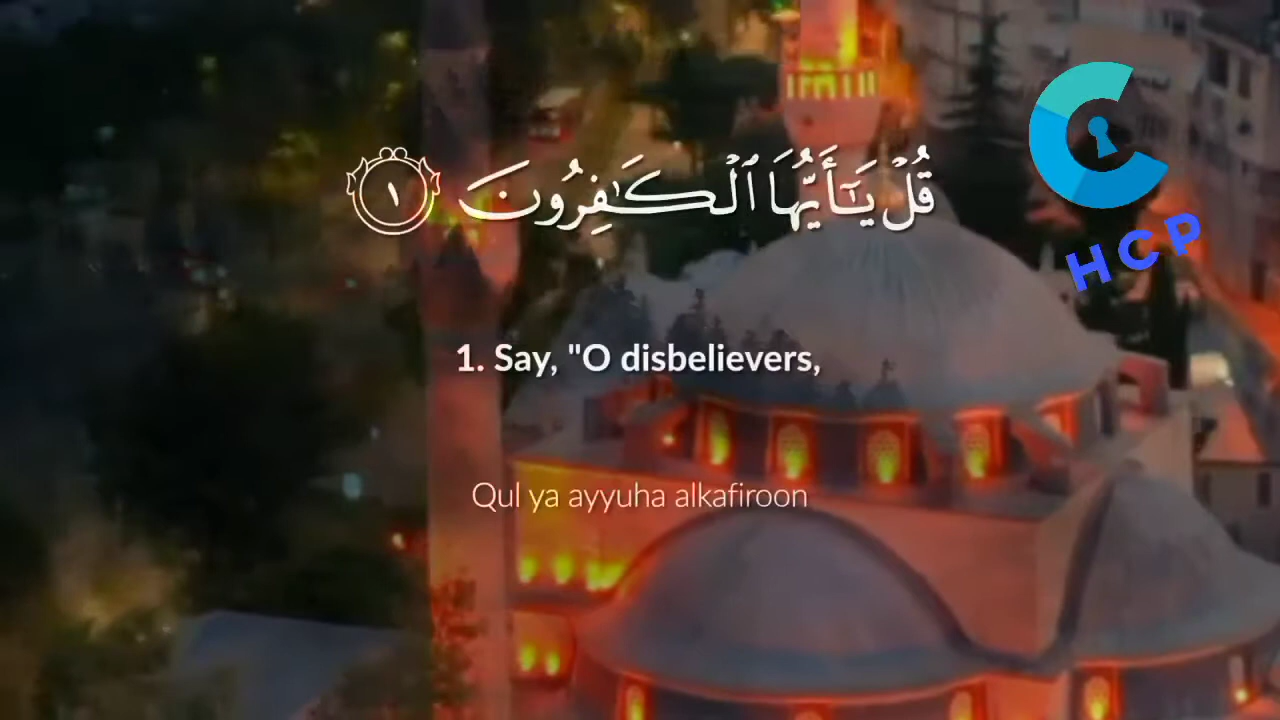 قُلْ يَـٰٓأَيُّهَا ٱلْكَـٰفِرُونَ ١
HCP
1. Say, "O disbelievers,
Qul ya ayyuha alkafiroon